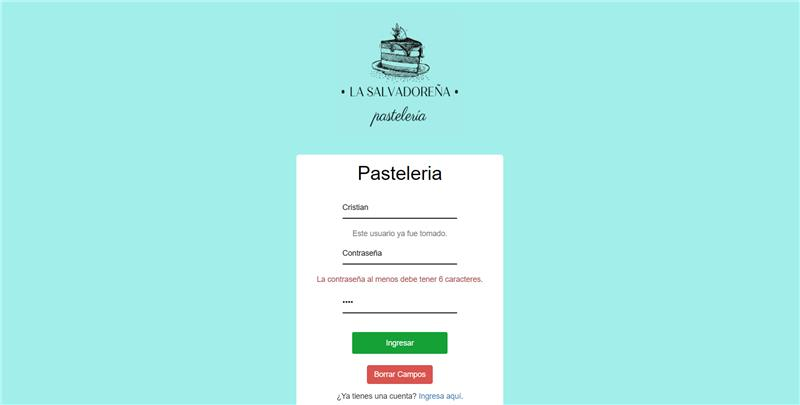 • LA SALVADOREÑA •
pastelería
Pasteleria
Cristian
Este usuario ya fue tomado.
Contraseña
La contraseña al menos debe tener 6 caracteres.
••••
Ingresar
Borrar Campos
¿Ya tienes una cuenta? Ingresa aquí.